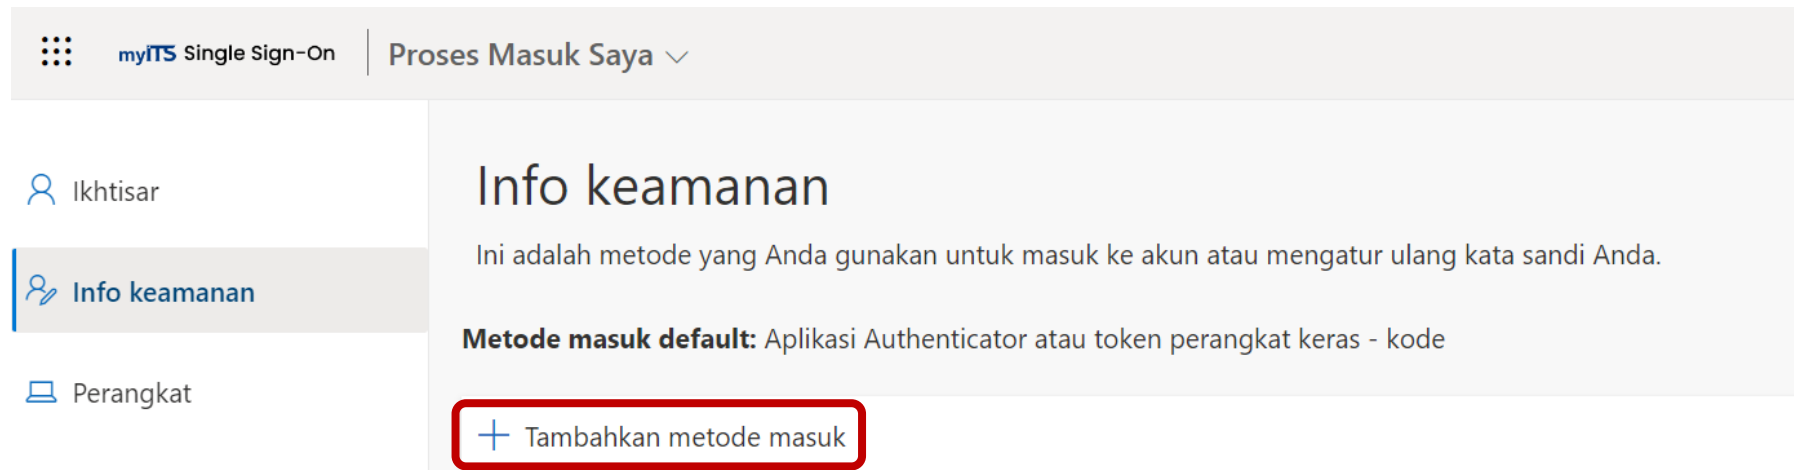 myITS Single Sign-On
Proses Masuk Saya
Ikhtisar
Info keamanan
Perangkat
Info keamanan
Ini adalah metode yang Anda gunakan untuk masuk ke akun atau mengatur ulang kata sandi Anda.
Metode masuk default: Aplikasi Authenticator atau token perangkat keras - kode
Tambahkan metode masuk